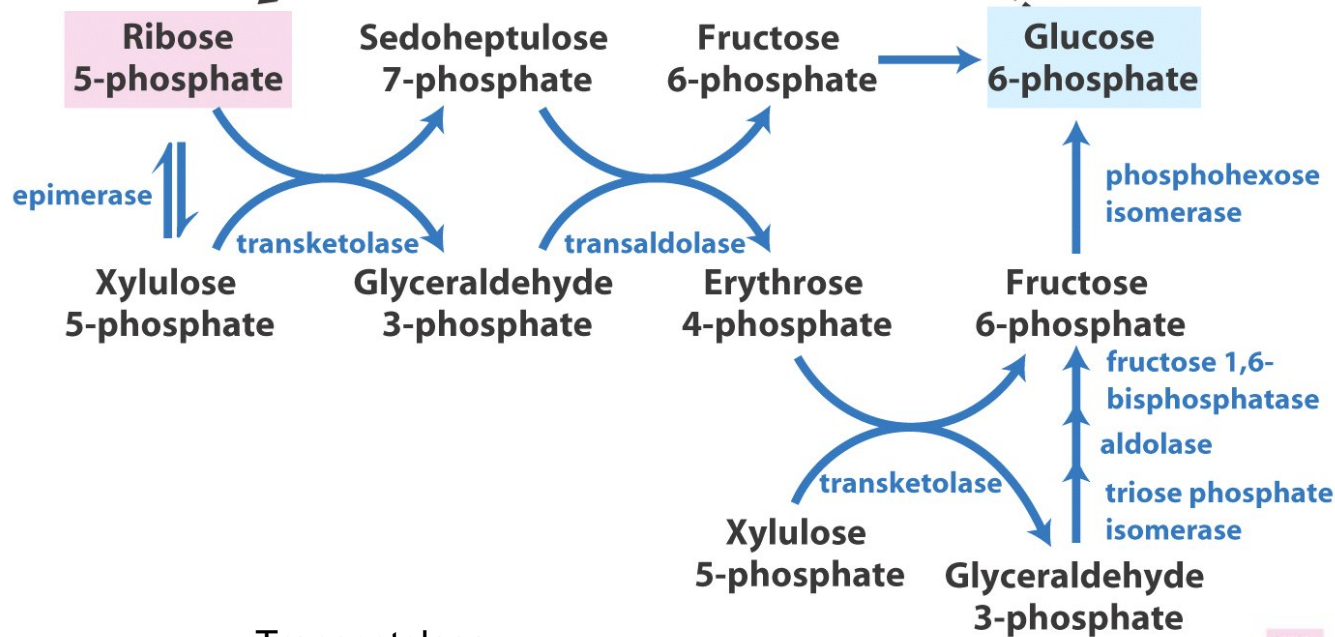 Ribose
5-phosphate
Sedoheptulose
7-phosphate
Fructose
6-phosphate
Glucose
6-phosphate
epimerase
transketolase
transaldolase
phosphohexose
isomerase
Xylulose
5-phosphate
Glyceraldehyde
3-phosphate
Erythrose
4-phosphate
Fructose
6-phosphate
fructose 1,6-
bisphosphatase
aldolase
transketolase
triose phosphate
isomerase
Xylulose
5-phosphate
Glyceraldehyde
3-phosphate